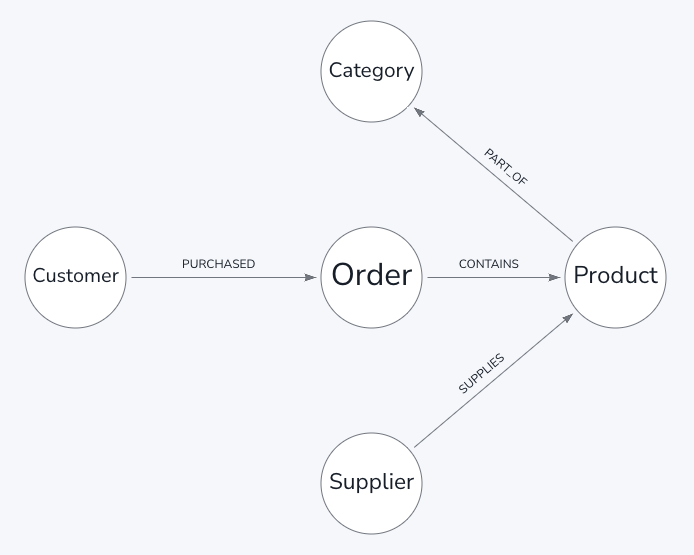 Category
PART_OF
PURCHASED
CONTAINS
Customer
Order
Product
SUPPLIES
Supplier